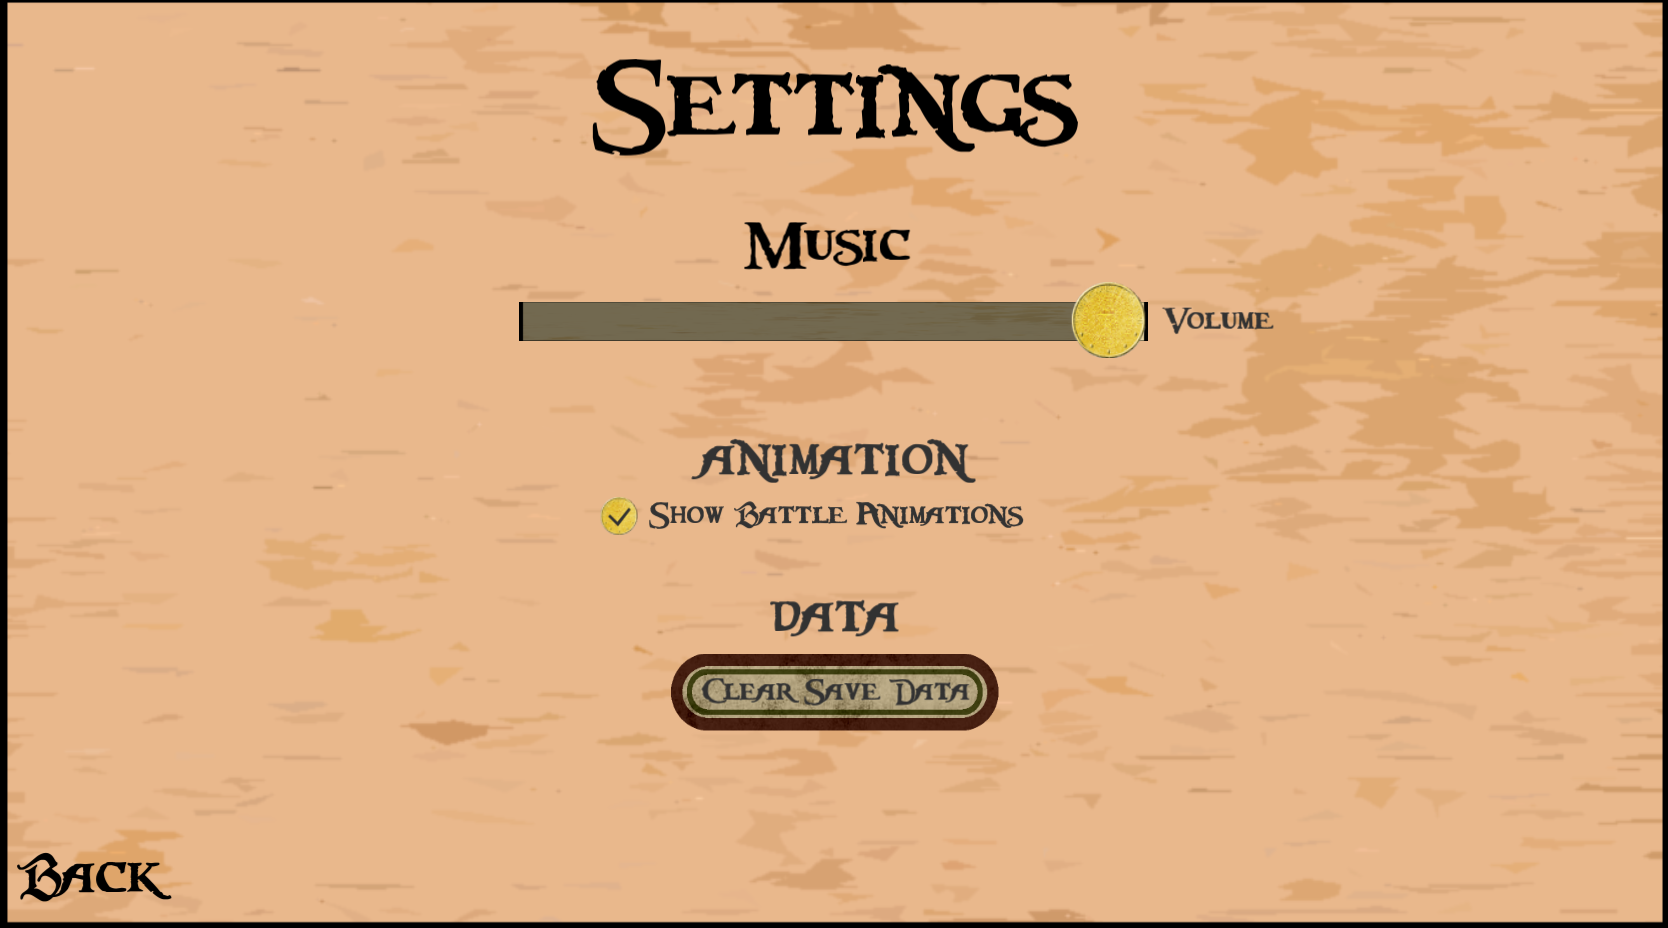 Settings
Music
Volume
Animation
Show Battle Animations
Data
Clear Save Data
Back